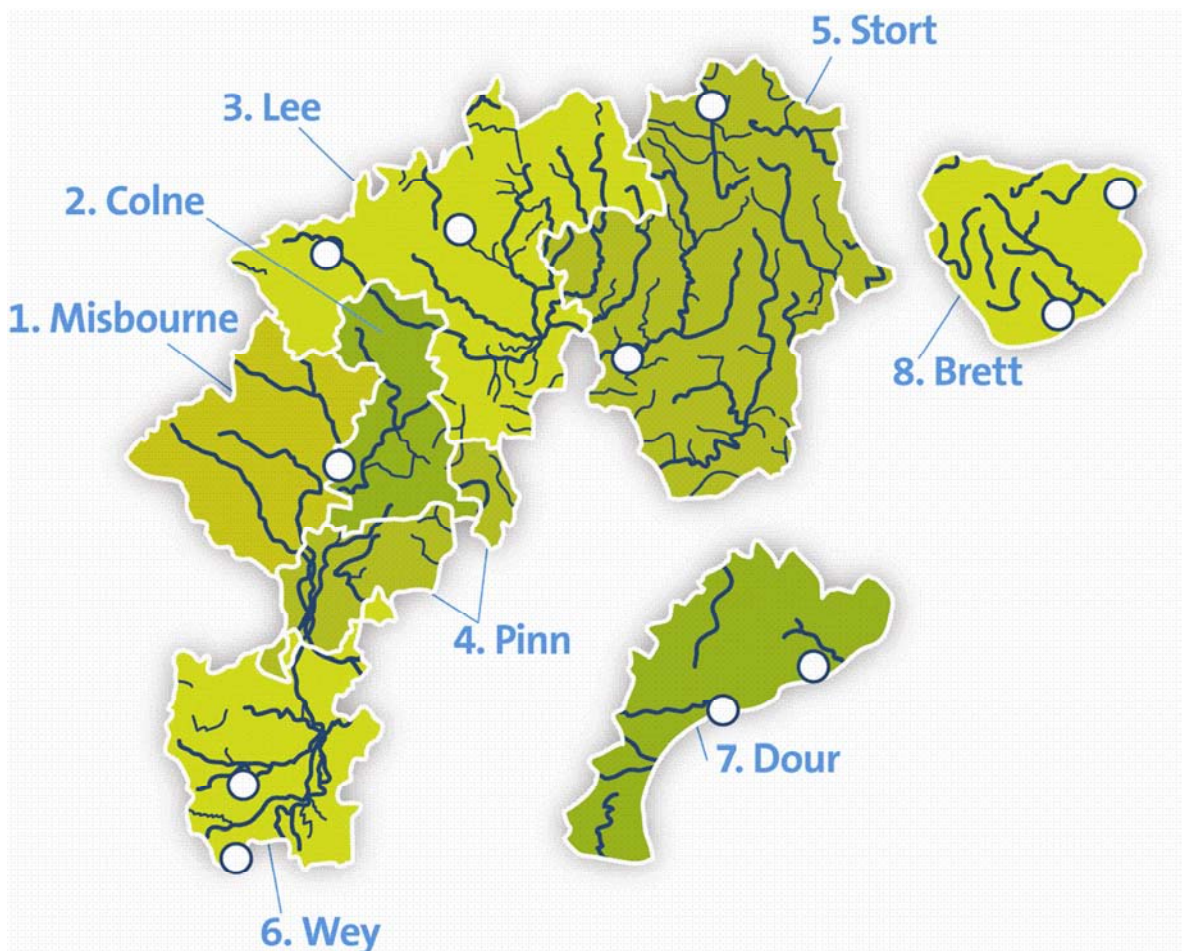 5. Stort
3. Lee
2. Colne
1. Misbourne
8. Brett
4. Pinn
7. Dour
6. Wey